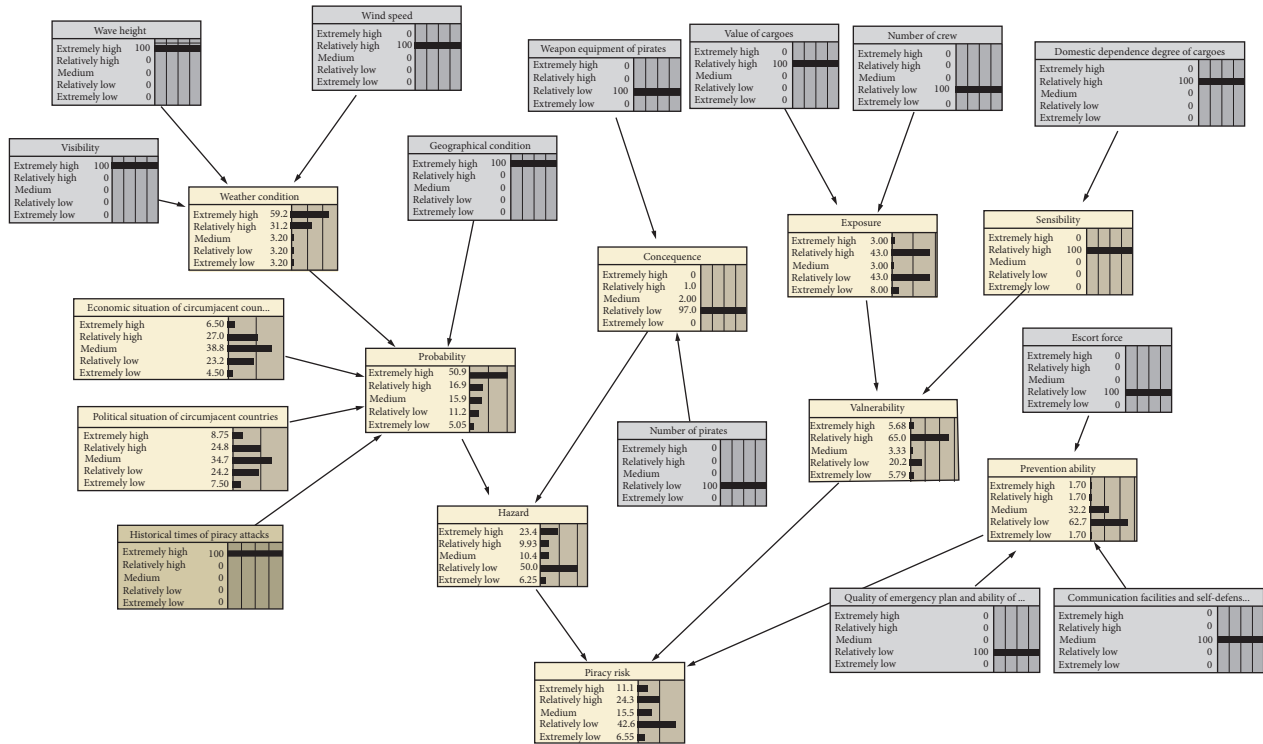 Wave height
Extremely high 100
Relatively high 0
Medium 0
Relatively low 0
Extremely low 0
Wind speed
Extremely high 0
Relatively high 100
Medium 0
Relatively low 0
Extremely low 0
Weapon equipment of pirates
Extremely high 0
Relatively high 0
Relatively low 100
Extremely low 0
Value of cargoes
Extremely high 0
Relatively high 100
Medium 0
Relatively low 0
Extremely low 0
Number of crew
Extremely high 0
Relatively high 0
Medium 0
Relatively low 100
Extremely low 0
Domestic dependence degree of cargoes
Extremely high 0
Relatively high 100
Medium 0
Relatively low 0
Extremely low 0
Visibility
Extremely high 100
Relatively high 0
Medium 0
Relatively low 0
Extremely low 0
Geographical condition
Extremely high 100
Relatively high 0
Medium 0
Relatively low 0
Extremely low 0
Weather condition
Extremely high 59.2
Relatively high 31.2
Medium 3.20
Relatively low 3.20
Extremely low 3.20
Concequence
Extremely high 0
Relatively high 1.0
Medium 2.00
Relatively low 97.0
Extremely low 0
Exposure
Extremely high 3.00
Relatively high 43.0
Medium 3.00
Relatively low 43.0
Extremely low 8.00
Sensibility
Extremely high 0
Relatively high 100
Medium 0
Relatively low 0
Extremely low 0
Economic situation of circumjacent coun...
Extremely high 6.50
Relatively high 27.0
Medium 38.8
Relatively low 23.2
Extremely low 4.50
Probability
Extremely high 50.9
Relatively high 16.9
Medium 15.9
Relatively low 11.2
Extremely low 5.05
Escort force
Extremely high 0
Relatively high 0
Medium 0
Relatively low 100
Extremely low 0
Political situation of circumjacent countries
Extremely high 8.75
Relatively high 24.8
Medium 34.7
Relatively low 24.2
Extremely low 7.50
Number of pirates
Extremely high 0
Relatively high 0
Medium 0
Relatively low 100
Extremely low 0
Valnerability
Extremely high 5.68
Relatively high 65.0
Medium 3.33
Relatively low 20.2
Extremely low 5.79
Prevention ability
Extremely high 1.70
Relatively high 1.70
Medium 32.2
Relatively low 62.7
Extremely low 1.70
Historical times of piracy attacks
Extremely high 100
Relatively high 0
Medium 0
Relatively low 0
Extremely low 0
Hazard
Extremely high 23.4
Relatively high 9.93
Medium 10.4
Relatively low 50.0
Extremely low 6.25
Quality of emergency plan and ability of ...
Extremely high 0
Relatively high 0
Medium 0
Relatively low 100
Extremely low 0
Communication facilities and self-defens...
Extremely high 0
Relatively high 0
Medium 100
Relatively low 0
Extremely low 0
Piracy risk
Extremely high 11.1
Relatively high 24.3
Medium 15.5
Relatively low 42.6
Extremely low 6.55